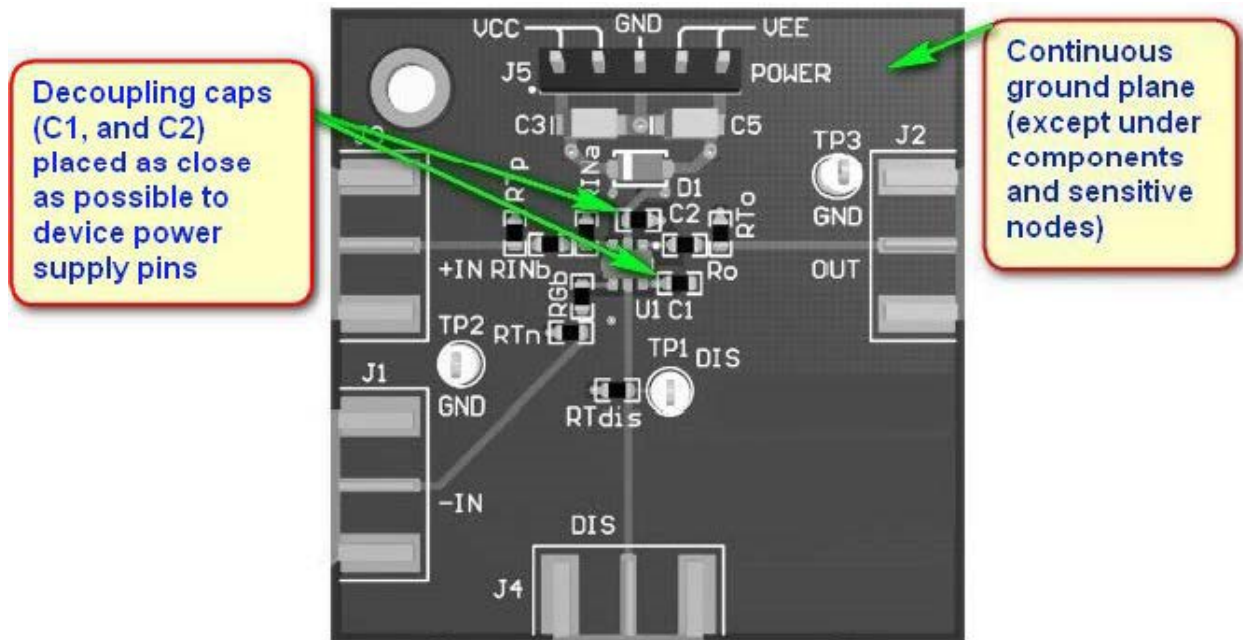 VCC GND VEE
J5 POWER
Decoupling caps
(C1, and C2)
placed as close
as possible to
device power
supply pins
Continuous
ground plane
(except under
components
and sensitive
nodes)
C3 C5
TP3 J2
D1
GND
C2
RTo
+IN RINb Ro OUT
RGb
U1 C1
TP2 RTn TP1 DIS
J1
GND RTdis
-IN
DIS
J4